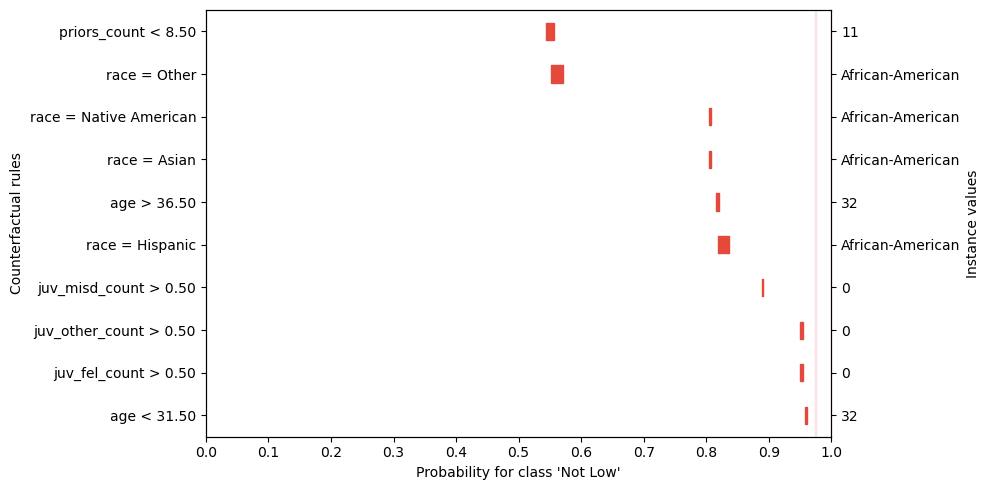 Counterfactual rules
priors_count < 8.50
11
race = Other
African-American
race = Native American
African-American
race = Asian
African-American
age > 36.50
32
race = Hispanic
African-American
juv_misd_count > 0.50
0
juv_other_count > 0.50
0
juv_fel_count > 0.50
0
age < 31.50
32
Instance values
0.0 0.1 0.2 0.3 0.4 0.5 0.6 0.7 0.8 0.9 1.0
Probability for class 'Not Low'